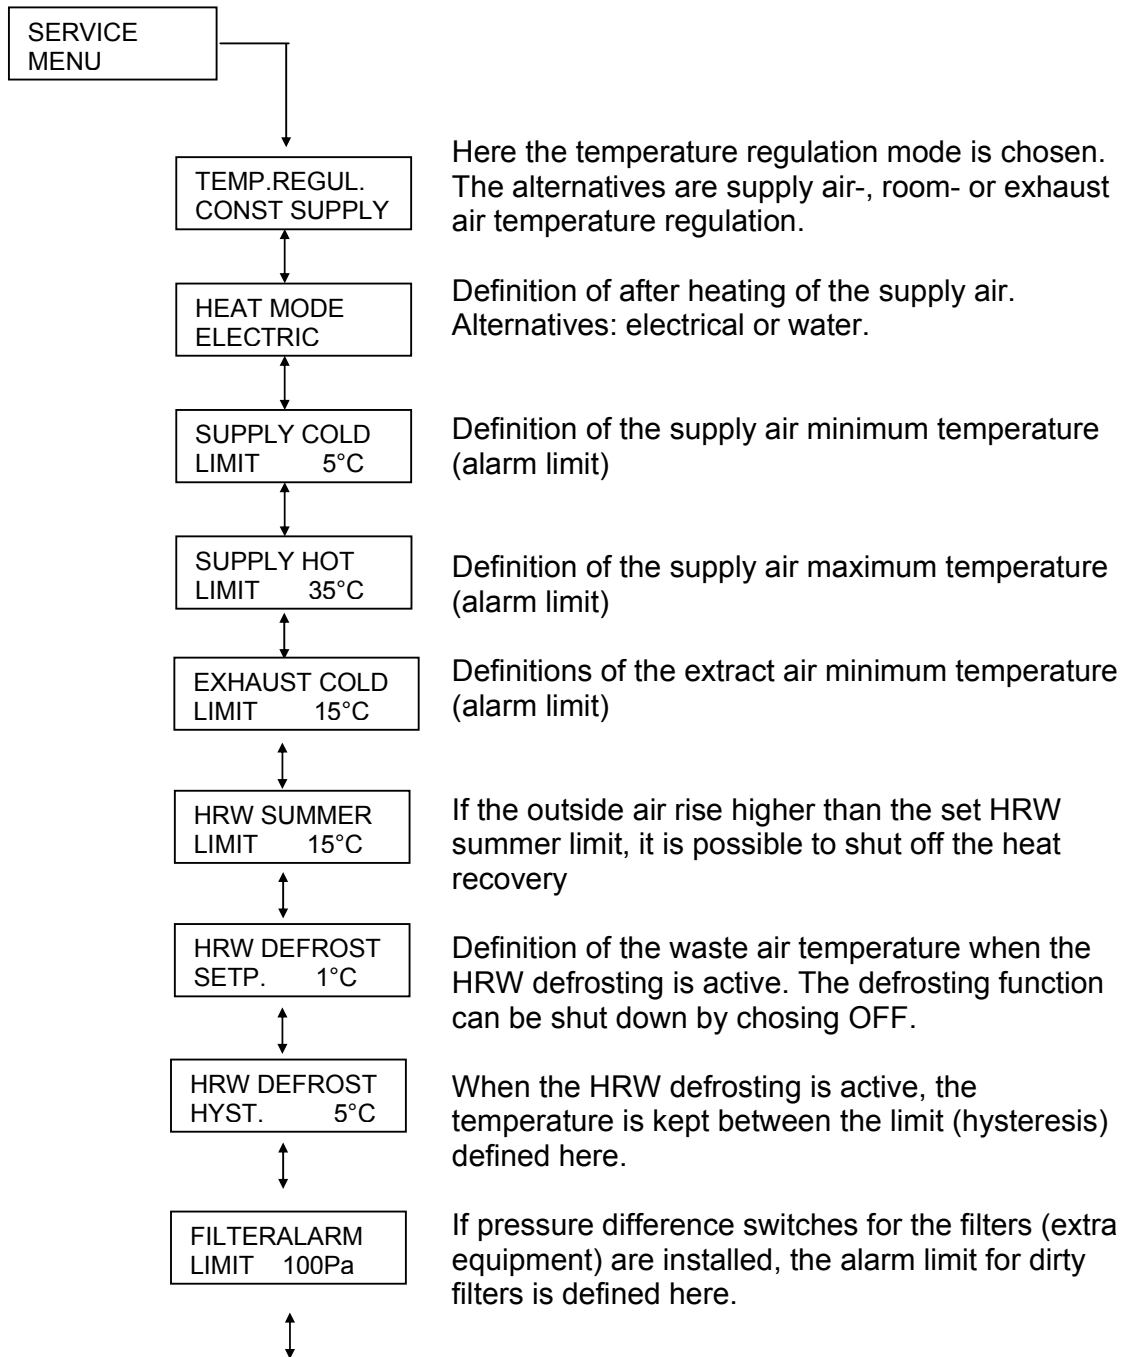 SERVICE
MENU
TEMP.REGUL.
CONST SUPPLY
Here the temperature regulation mode is chosen.
The alternatives are supply air-, room- or exhaust
air temperature regulation.
HEAT MODE
ELECTRIC
Definition of after heating of the supply air.
Alternatives: electrical or water.
SUPPLY COLD
LIMIT 5°C
Definition of the supply air minimum temperature
(alarm limit)
SUPPLY HOT
LIMIT 35°C
Definition of the supply air maximum temperature
(alarm limit)
EXHAUST COLD
LIMIT 15°C
Definitions of the extract air minimum temperature
(alarm limit)
HRW SUMMER
LIMIT 15°C
If the outside air rise higher than the set HRW
summer limit, it is possible to shut off the heat
recovery
HRW DEFROST
SETP. 1°C
Definition of the waste air temperature when the
HRW defrosting is active. The defrosting function
can be shut down by chosing OFF.
HRW DEFROST
HYST. 5°C
When the HRW defrosting is active, the
temperature is kept between the limit (hysteresis)
defined here.
FILTERALARM
LIMIT 100Pa
If pressure difference switches for the filters (extra
equipment) are installed, the alarm limit for dirty
filters is defined here.